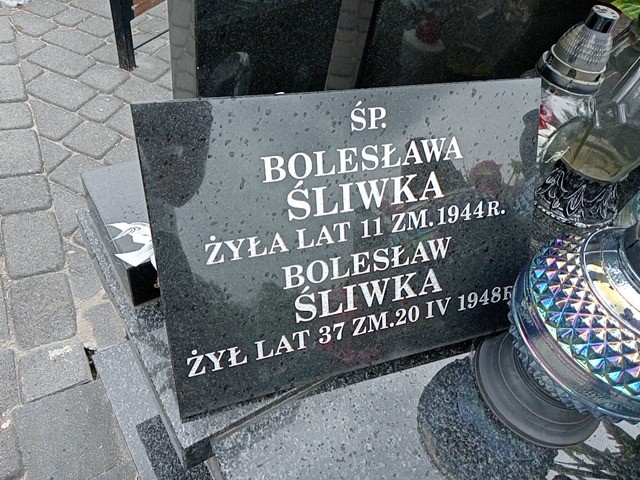 ŚP.
BOLESŁAWA
ŚLIWKA
ŻYŁA LAT 11 ZM.1944R.
BOLESŁAW
ŚLIWKA
ŻYŁ LAT 37 ZM.20 IV 1948R